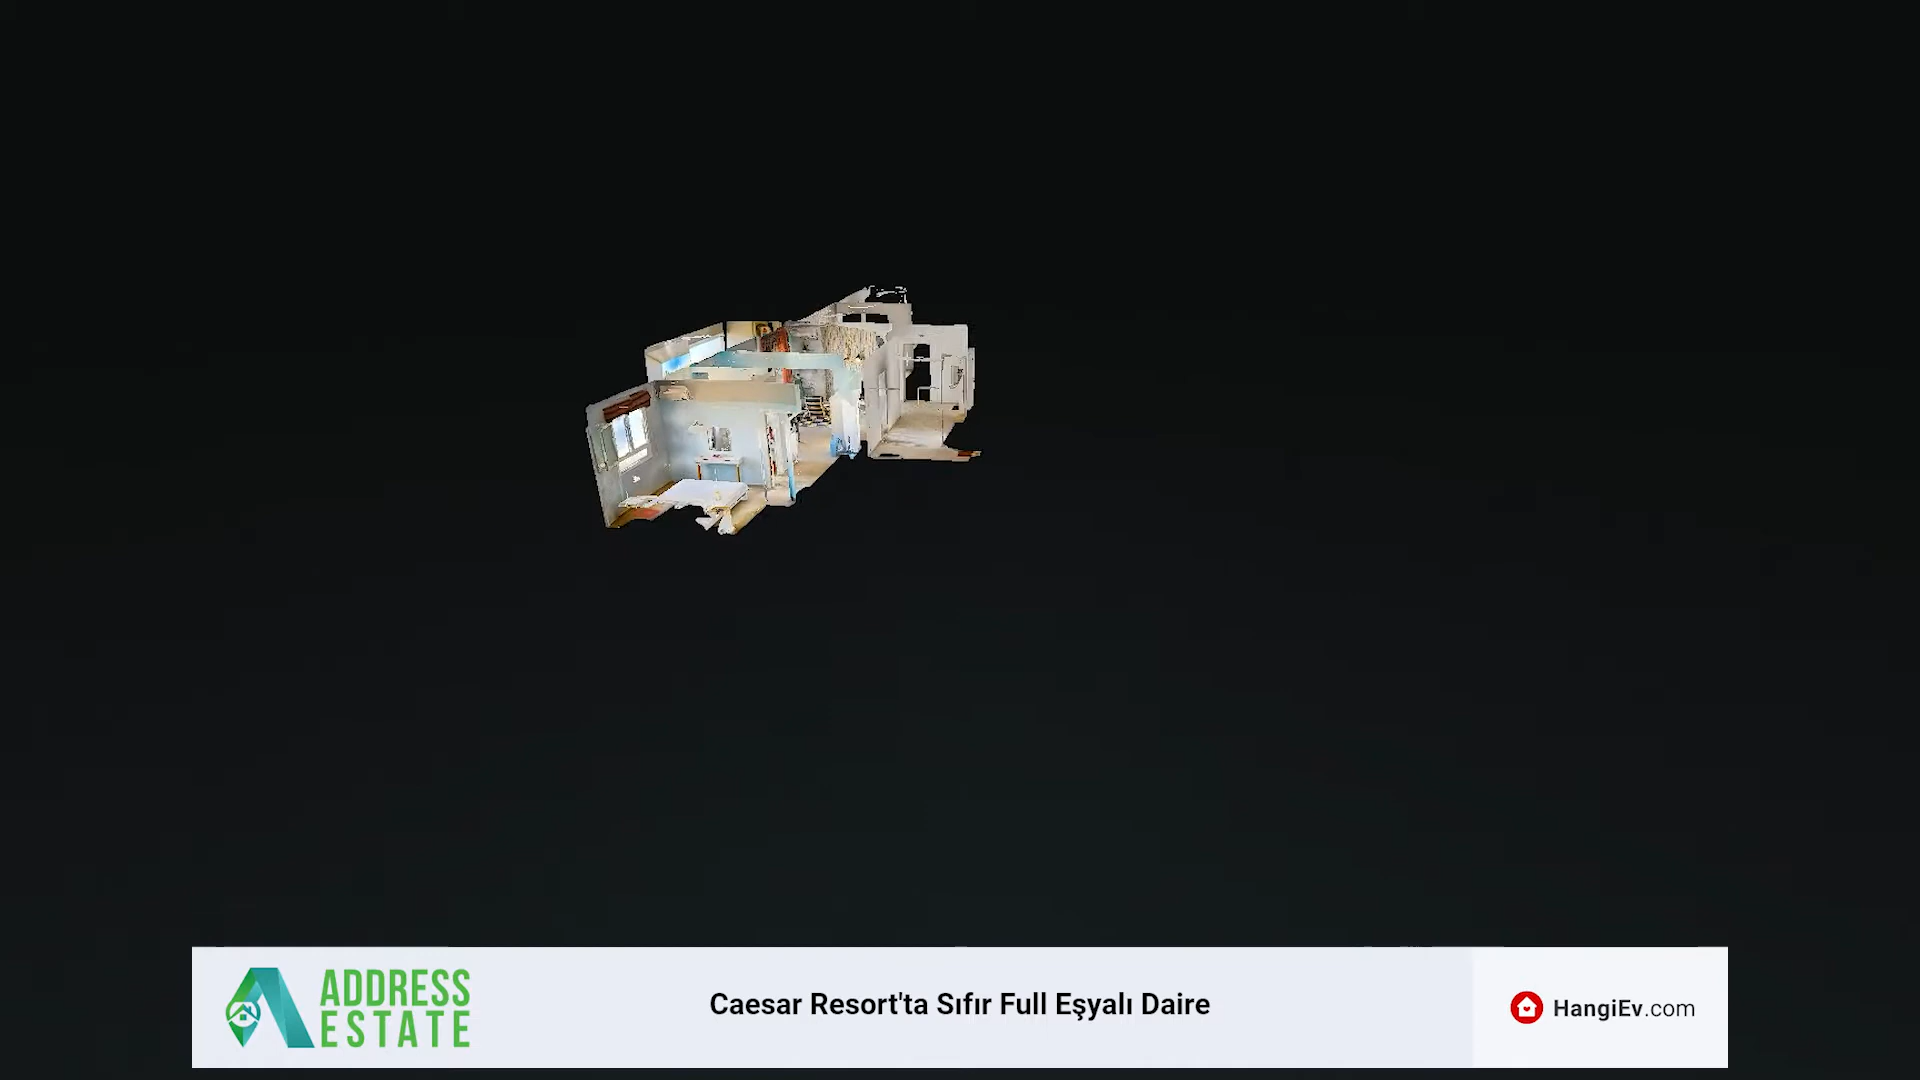 ADDRESS
ESTATE
Caesar Resort'ta Sıfır Full Eşyalı Daire
HangiEv.com